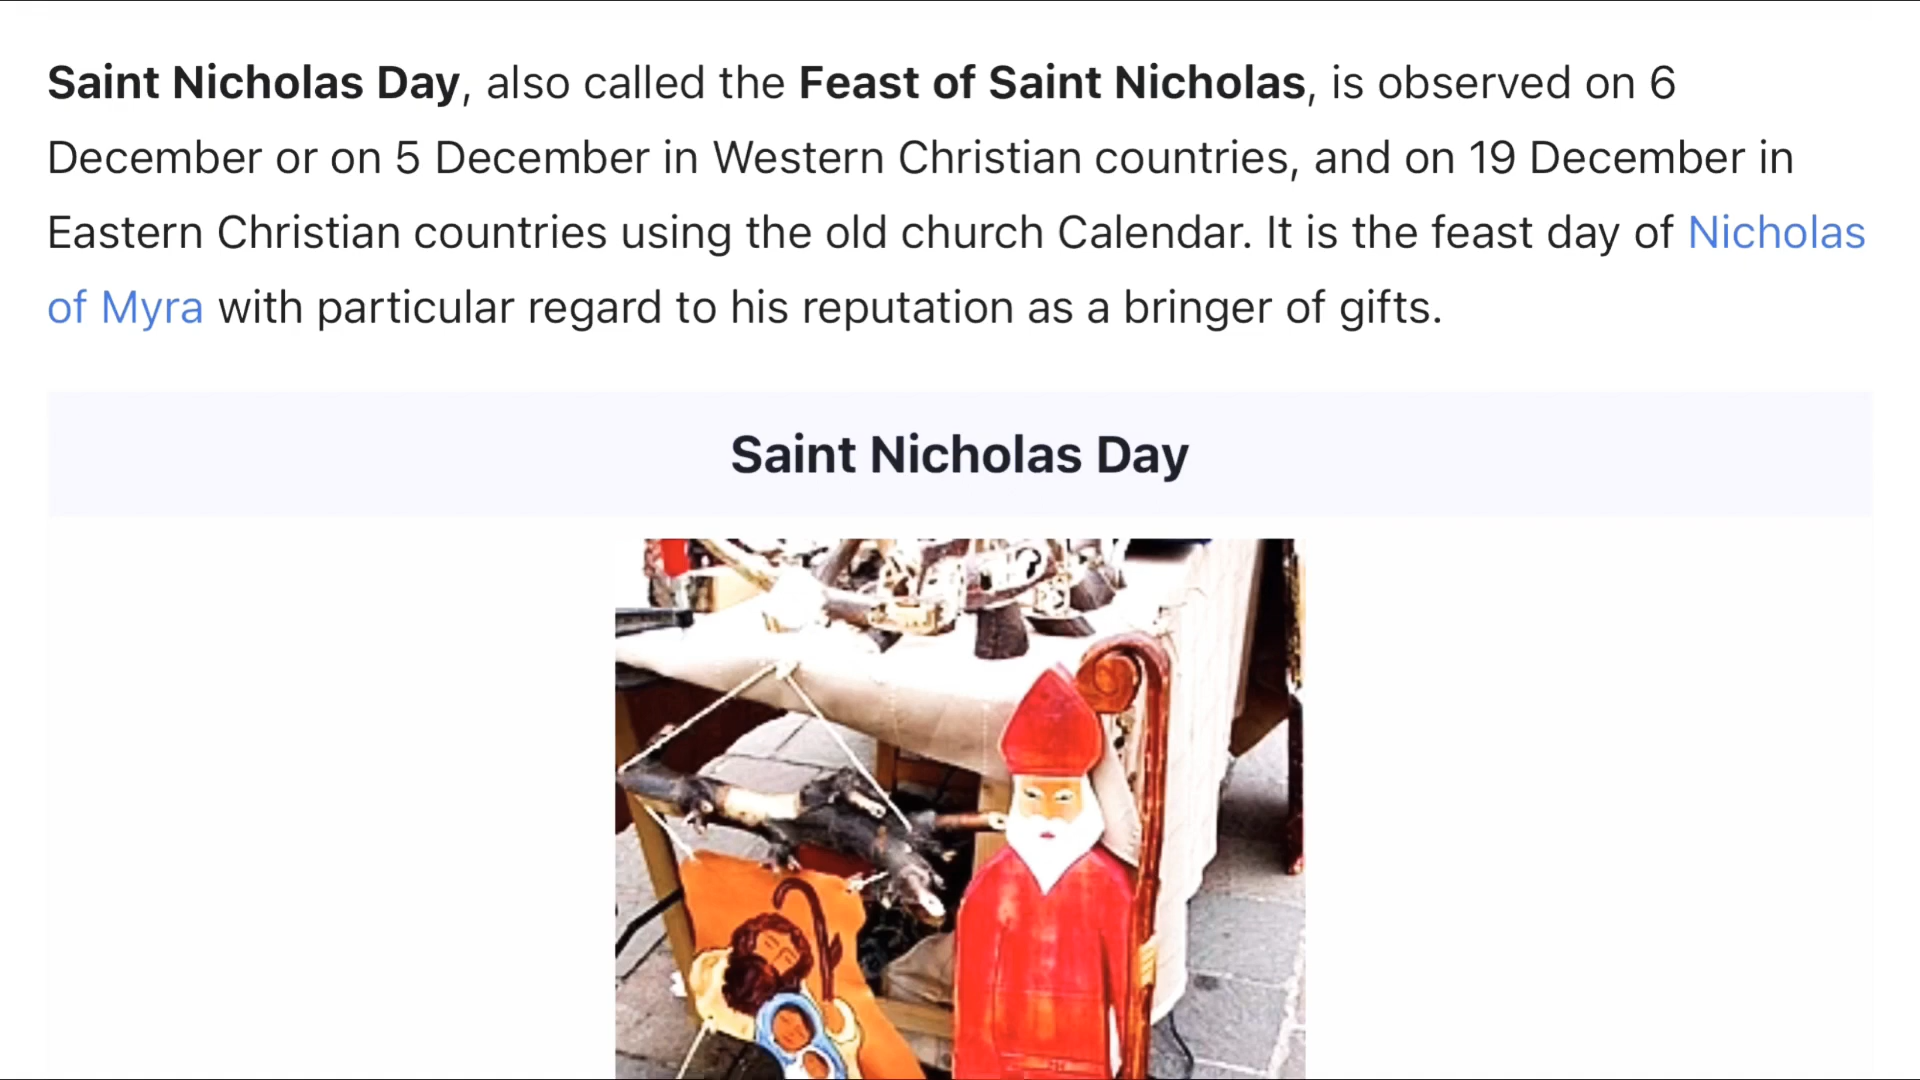 Saint Nicholas Day, also called the Feast of Saint Nicholas, is observed on 6
December or on 5 December in Western Christian countries, and on 19 December in
Eastern Christian countries using the old church Calendar. It is the feast day of Nicholas
of Myra with particular regard to his reputation as a bringer of gifts.
Saint Nicholas Day